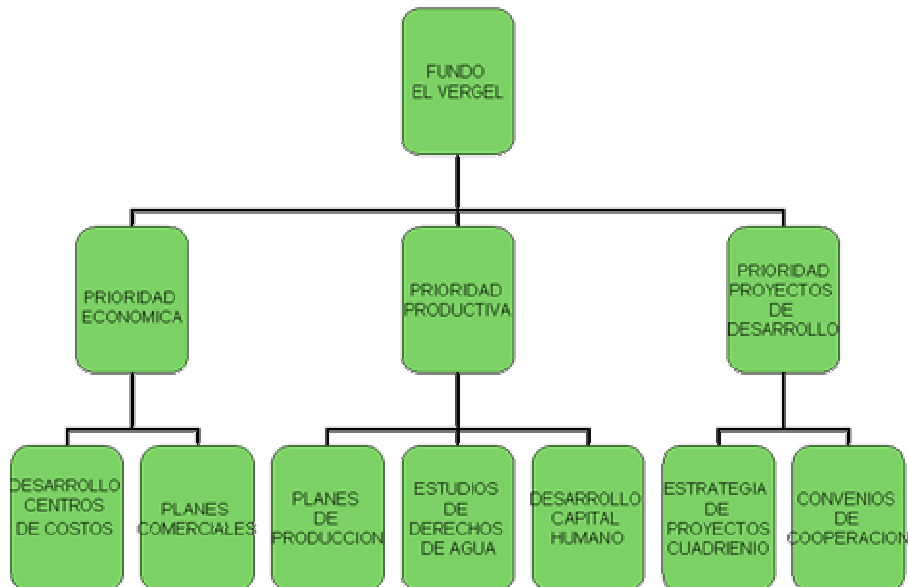 FUNDO
EL VERGEL
PRIORIDAD
ECONOMICA
PRIORIDAD
PRODUCTIVA
PRIORIDAD
PROYECTOS
DE
DESARROLLO
DESARROLLO
CENTROS
DE COSTOS
PLANES
COMERCIALES
PLANES
DE
PRODUCCION
ESTUDIOS
DE
DERECHOS
DE AGUA
DESARROLLO
CAPITAL
HUMANO
ESTRATEGIA
DE
PROYECTOS
CUADRIENIO
CONVENIOS
DE
COOPERACION